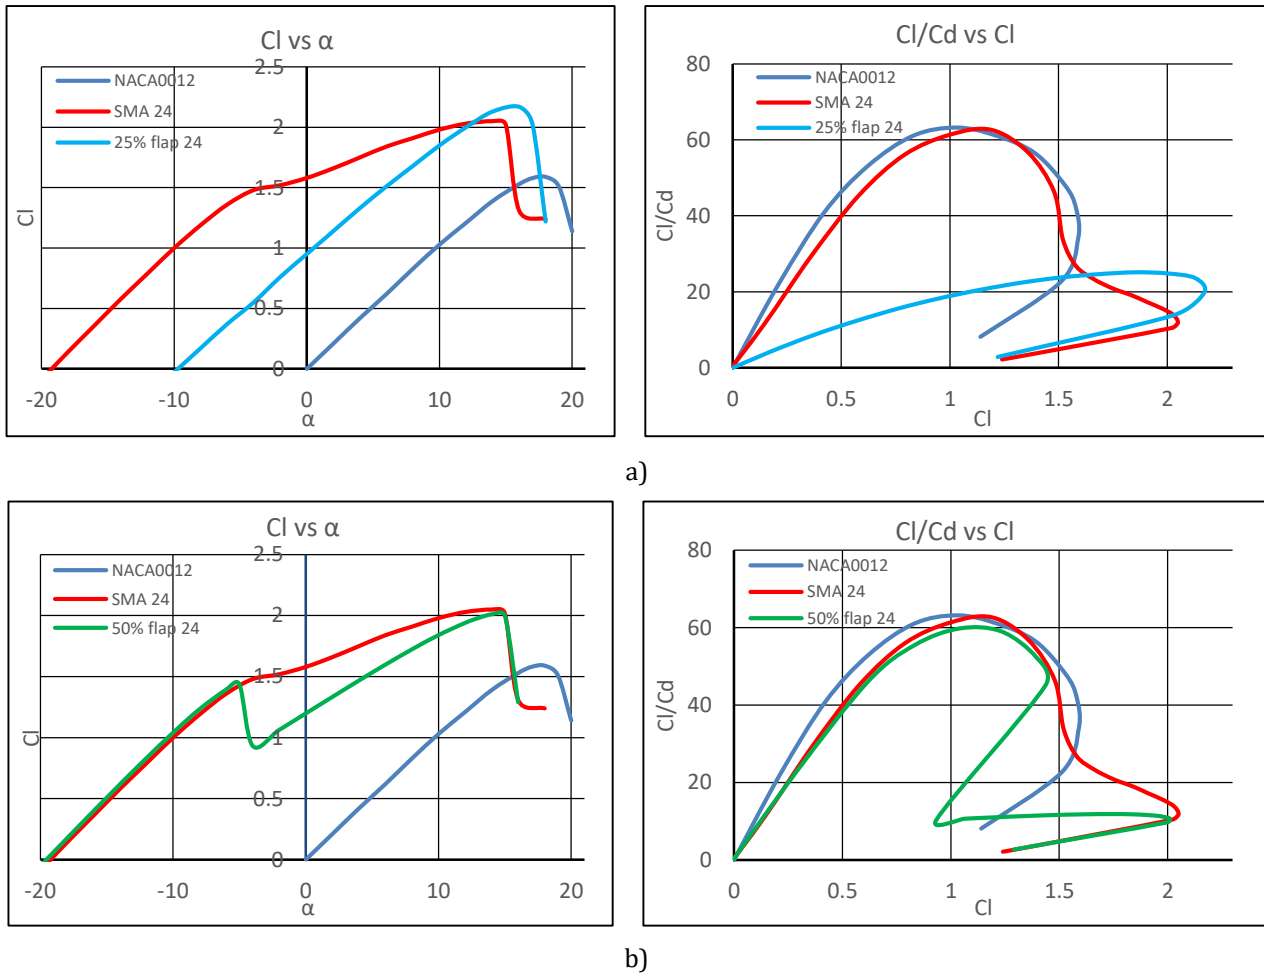 Cl vs α
2.5
NACA0012
SMA 24
2
25% flap 24
1.5
Cl
1
0.5
0
-20 -10 0 10 20
α
Cl/Cd vs Cl
80
NACA0012
SMA 24
25% flap 24
60
Cl/Cd
40
20
0
0 0.5 1 1.5 2
Cl
a)
Cl vs α
2.5
NACA0012
SMA 24
2
50% flap 24
1.5
Cl
1
0.5
0
-20 -10 0 10 20
α
Cl/Cd vs Cl
80
NACA0012
SMA 24
60
50% flap 24
Cl/Cd
40
20
0
0 0.5 1 1.5 2
Cl
b)